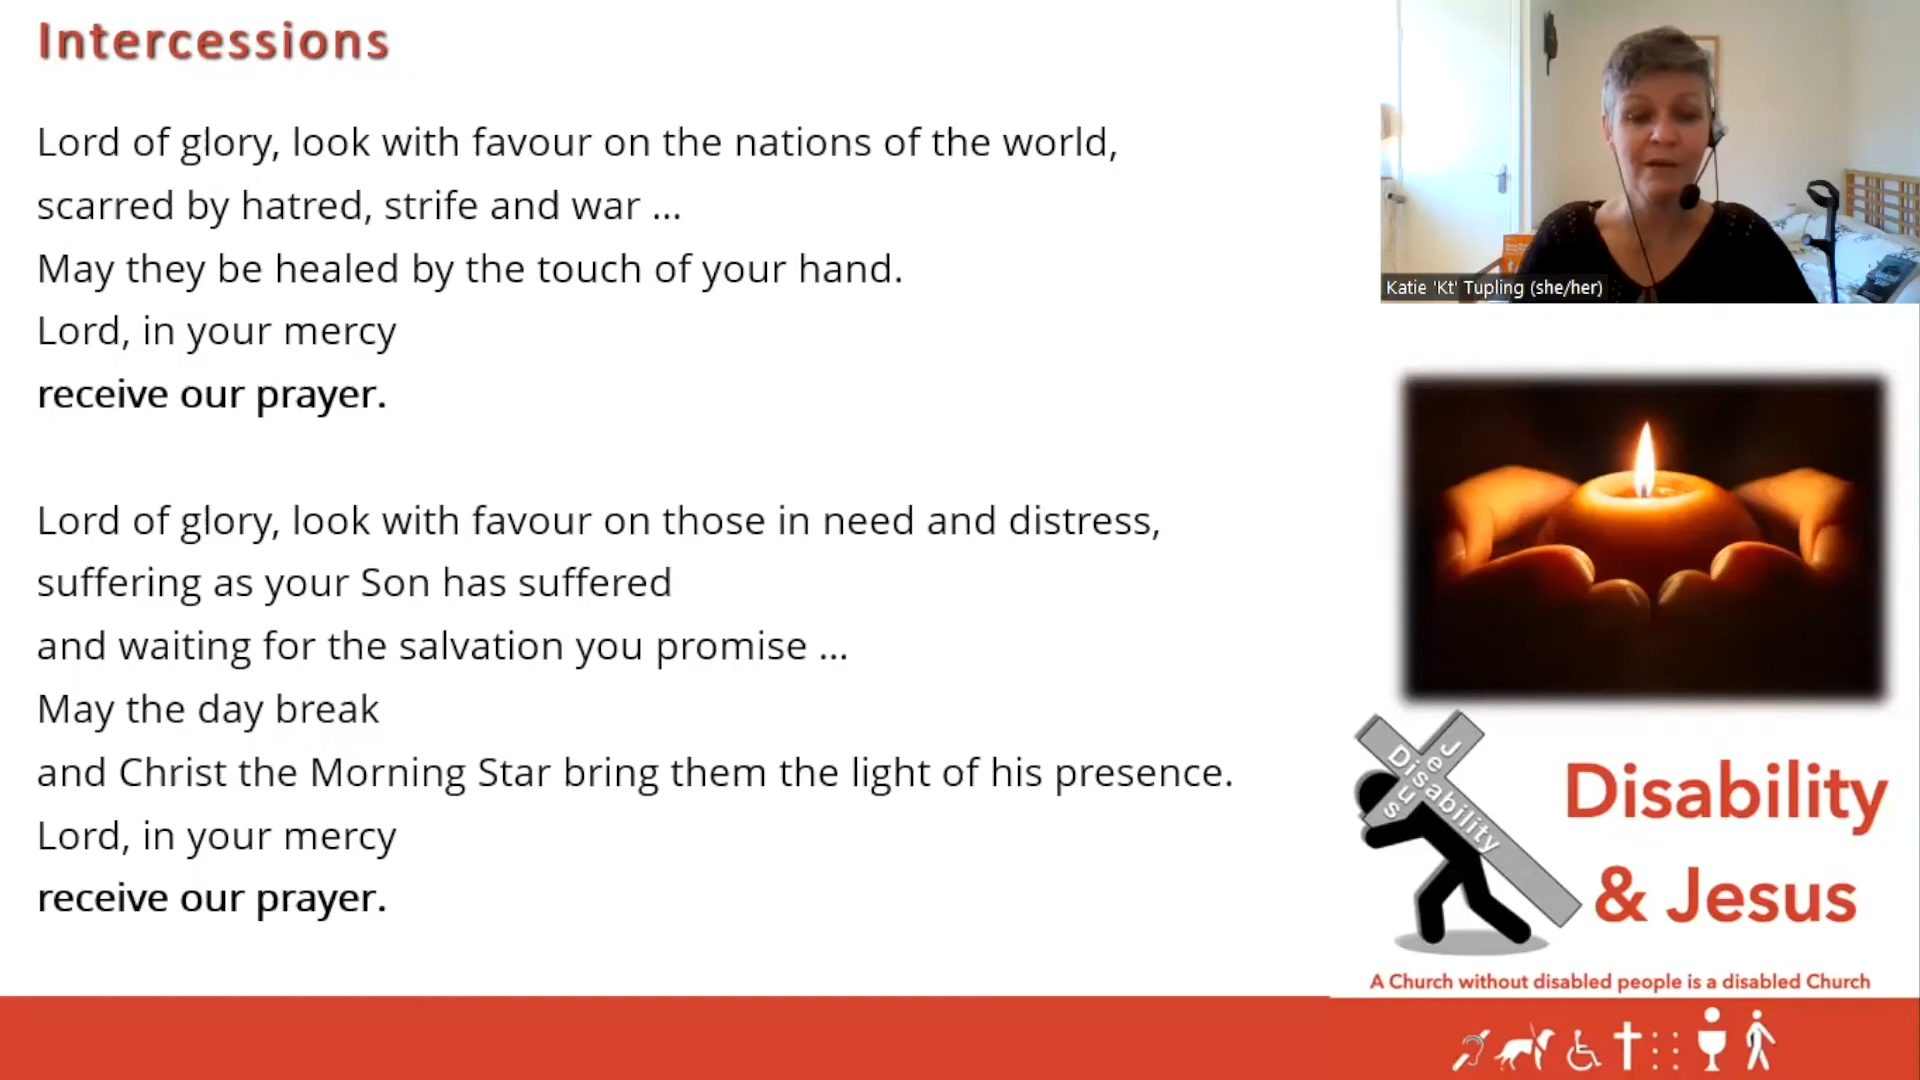 Intercessions
Lord of glory, look with favour on the nations of the world,
scarred by hatred, strife and war ...
May they be healed by the touch of your hand.
Lord, in your mercy
receive our prayer.
Lord of glory, look with favour on those in need and distress,
suffering as your Son has suffered
and waiting for the salvation you promise ...
May the day break
and Christ the Morning Star bring them the light of his presence.
Lord, in your mercy
receive our prayer.
Katie 'Kt' Tupling (she/her)
Jesus
Disability
Disability
& Jesus
A Church without disabled people is a disabled Church